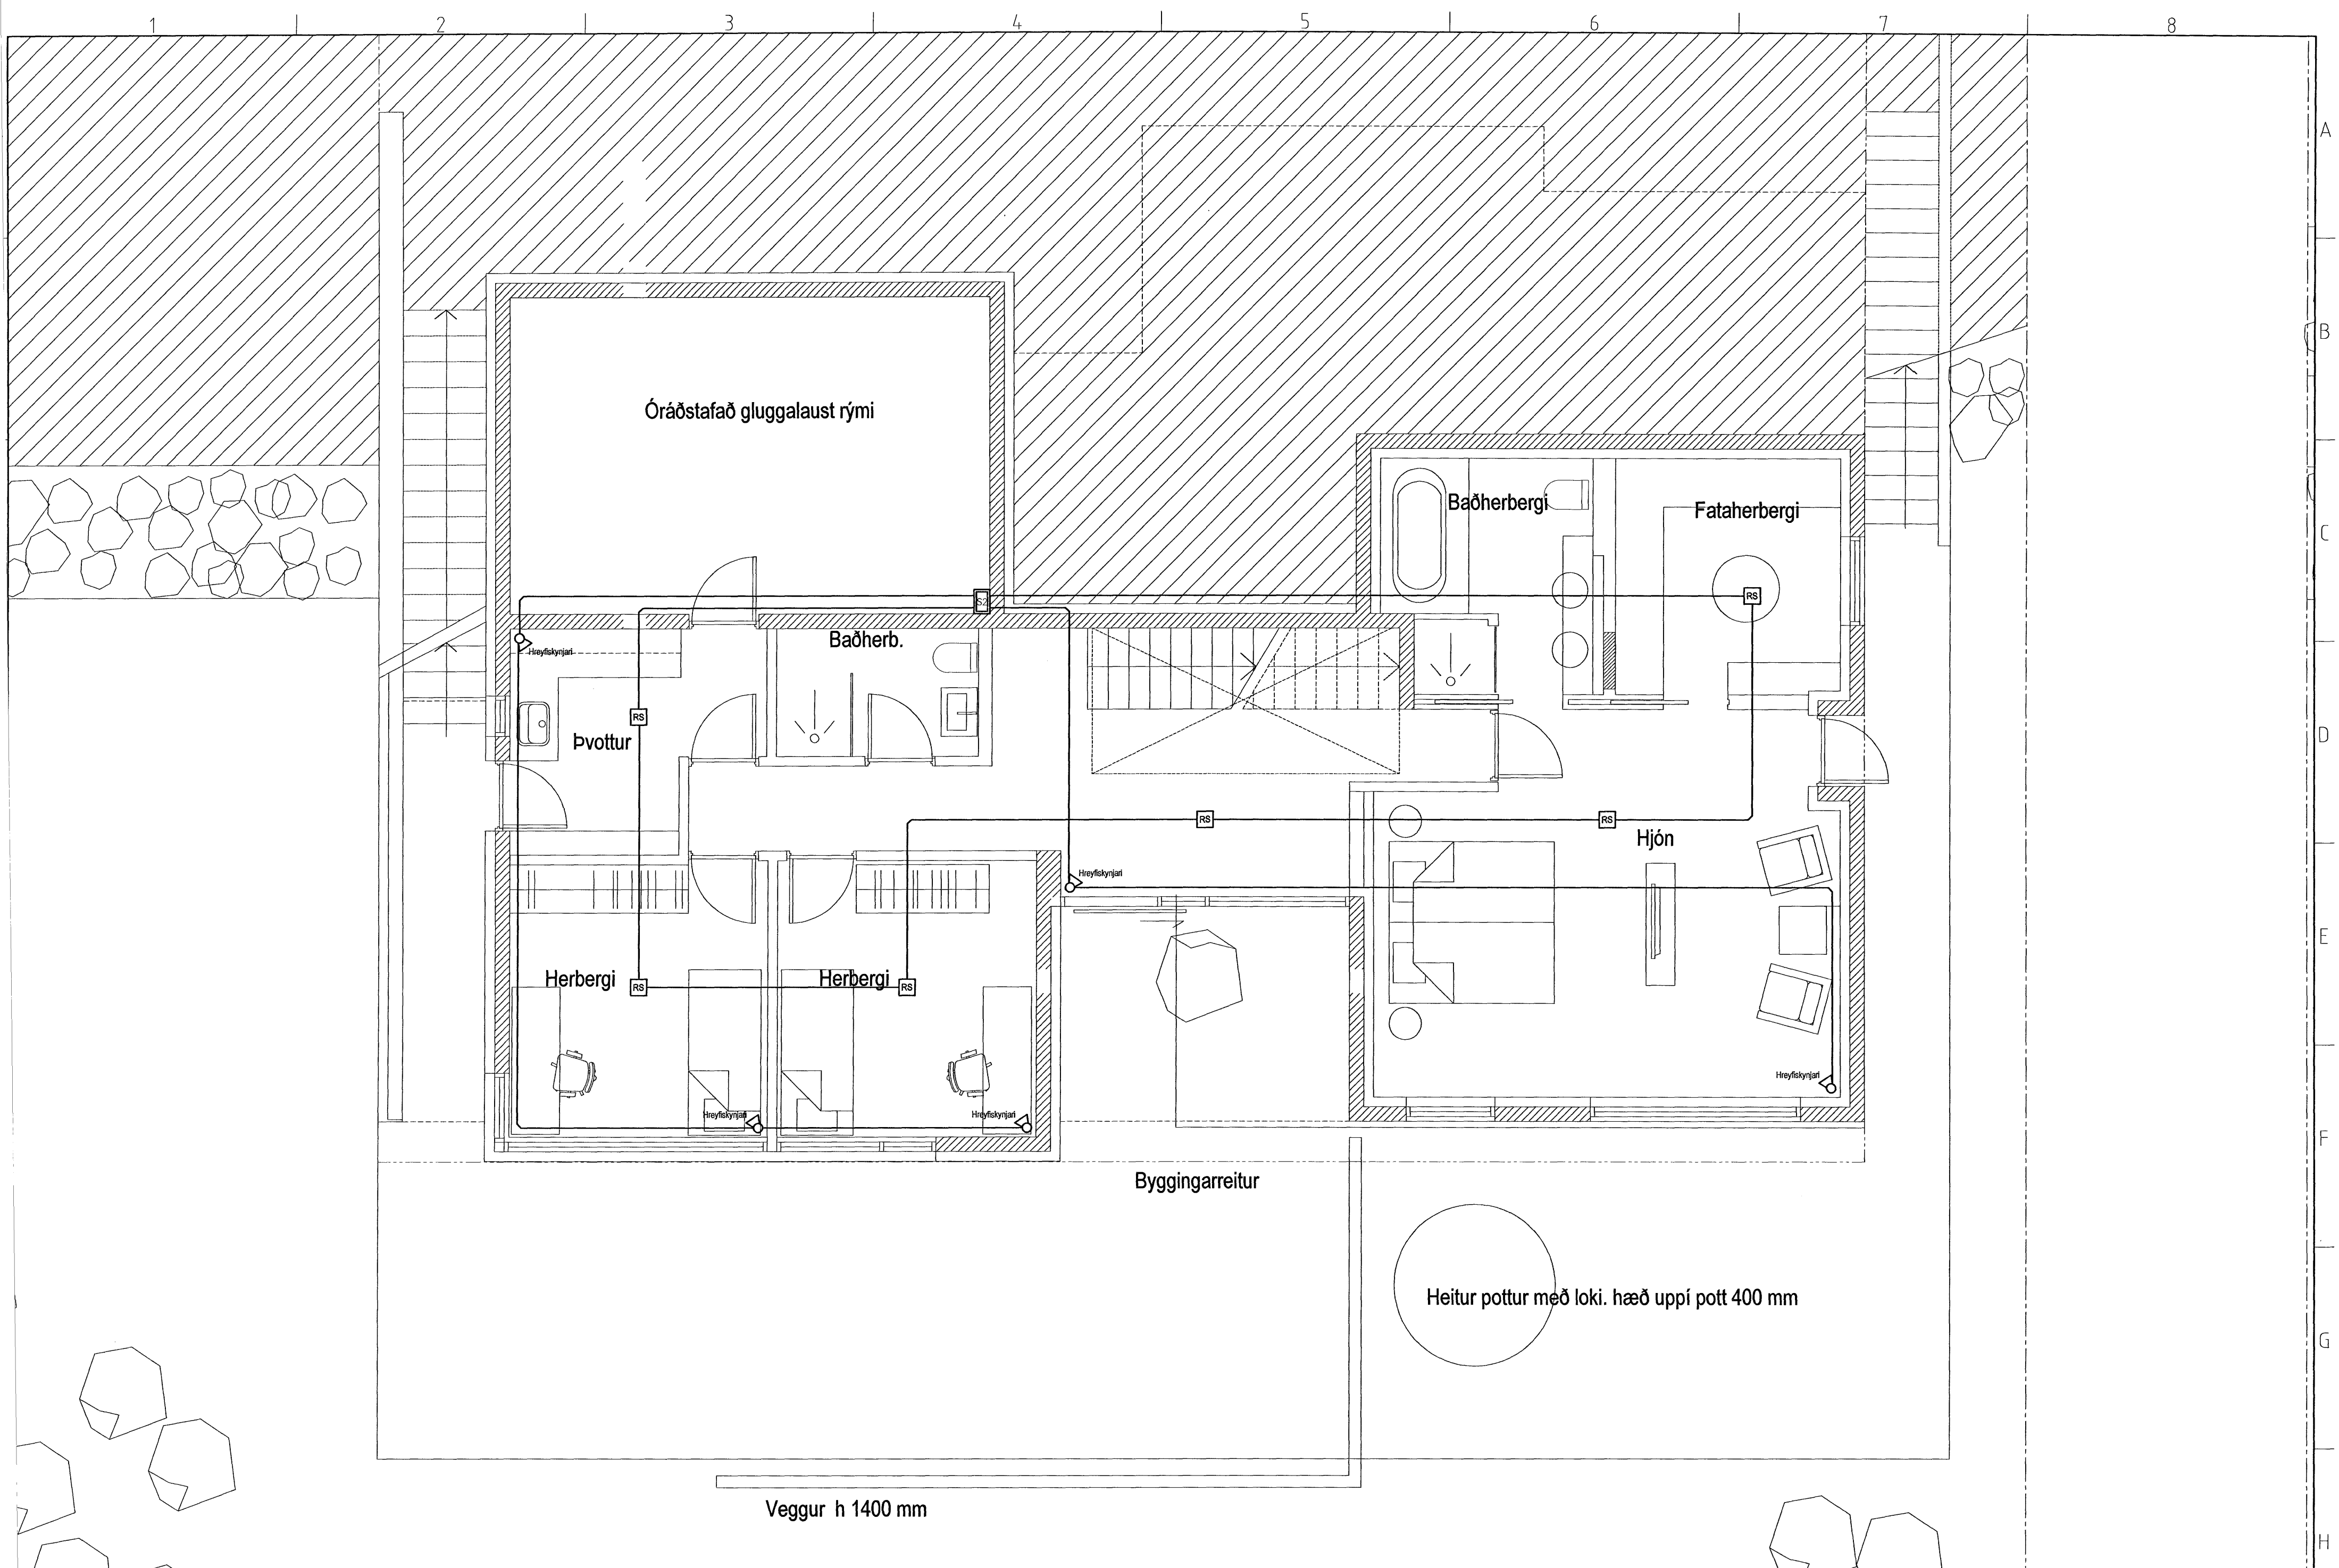 1 2 3 4 5 6 7 8
A
B
Óráðstafað gluggalaust rými
Baðherbergi
Fataherbergi
C
RS
S2
Baðherb.
Hreyfiskynjari
RS
Þvottur
D
RS
RS
Hjón
Hreyfiskynjari
E
Herbergi
RS
Herbergi
RS
Hreyfiskynjari
Hreyfiskynjari
Hreyfiskynjari
F
Byggingarreitur
Heitur pottur með loki. hæð uppí pott 400 mm
G
Veggur h 1400 mm
H